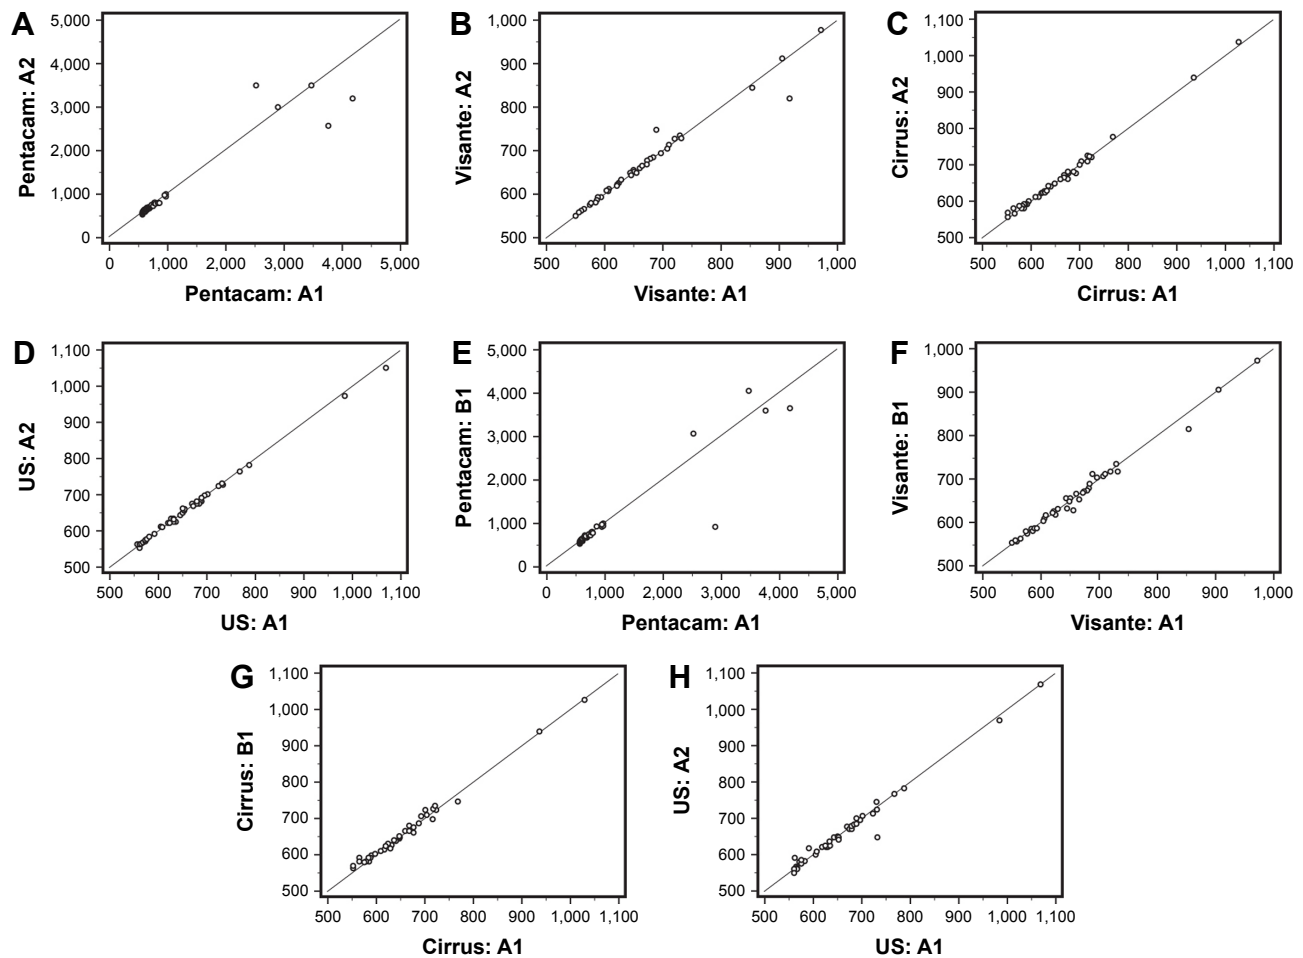 A
Pentacam: A2
5,000
4,000
3,000
2,000
1,000
0
0 1,000 2,000 3,000 4,000 5,000
Pentacam: A1
B
Visante: A2
1,000
900
800
700
600
500
500 600 700 800 900 1,000
Visante: A1
C
Cirrus: A2
1,100
1,000
900
800
700
600
500
500 600 700 800 900 1,000 1,100
Cirrus: A1
D
US: A2
1,100
1,000
900
800
700
600
500
500 600 700 800 900 1,000 1,100
US: A1
E
Pentacam: B1
5,000
4,000
3,000
2,000
1,000
0
0 1,000 2,000 3,000 4,000 5,000
Pentacam: A1
F
Visante: B1
1,000
900
800
700
600
500
500 600 700 800 900 1,000
Visante: A1
G
Cirrus: B1
1,100
1,000
900
800
700
600
500
500 600 700 800 900 1,000 1,100
Cirrus: A1
H
US: A2
1,100
1,000
900
800
700
600
500
500 600 700 800 900 1,000 1,100
US: A1